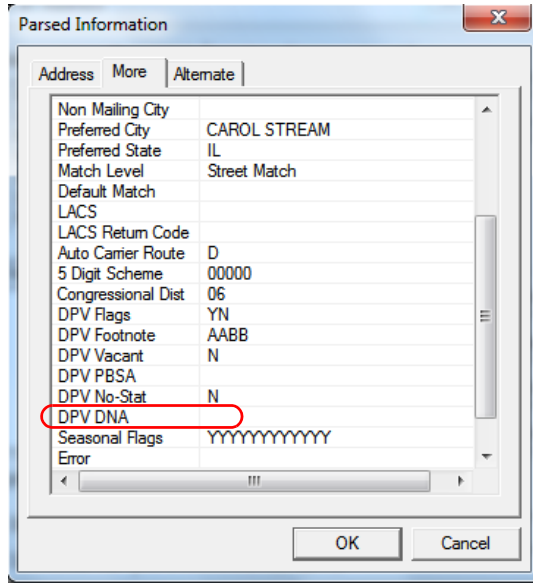 Parsed Information
Address More Alternate
Non Mailing City
Preferred City CAROL STREAM
Preferred State IL
Match Level Street Match
Default Match
LACS
LACS Return Code
Auto Carrier Route D
5 Digit Scheme 00000
Congressional Dist 06
DPV Flags YN
DPV Footnote AABB
DPV Vacant N
DPV PBSA
DPV No-Stat N
DPV DNA
Seasonal Flags YYYYYYYYYYYY
Error
OK Cancel